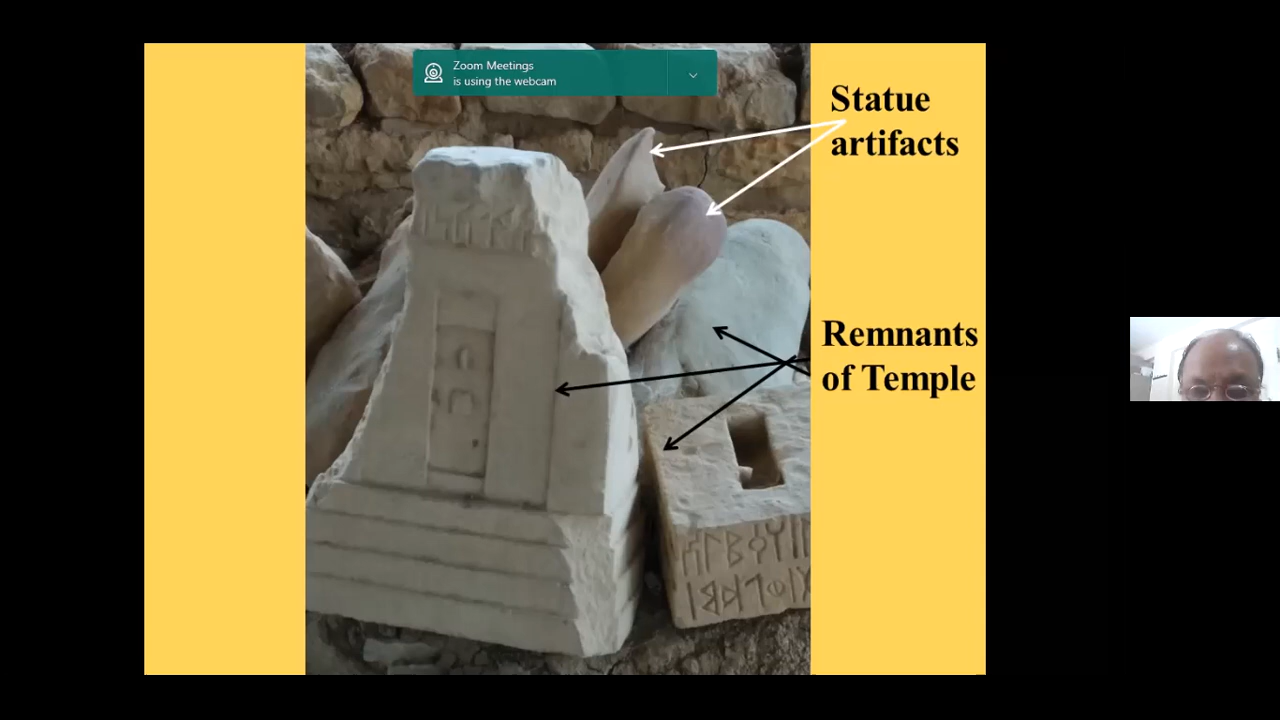 Zoom Meetings
is using the webcam
Statue
artifacts
Remnants
of Temple